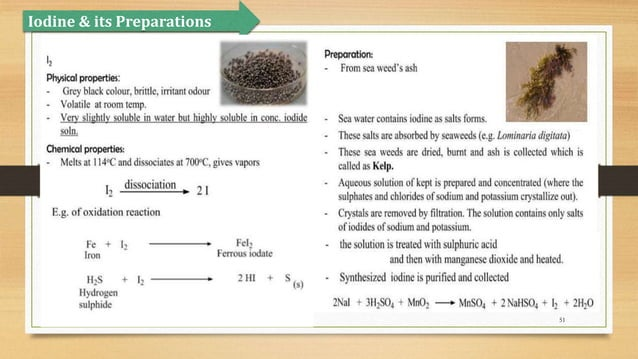 Iodine & its Preparations
I2
Physical properties:
- Grey black colour, brittle, irritant odour
- Volatile at room temp.
- Very slightly soluble in water but highly soluble in conc. iodide
soln.
Chemical properties:
- Melts at 114°C and dissociates at 700°C, gives vapors
I2 dissociation 2 I
E.g. of oxidation reaction
Fe + I2 FeI2
Iron Ferrous iodate
H2S + I2 2 HI + S (s)
Hydrogen
sulphide
Preparation:
- From sea weed's ash
- Sea water contains iodine as salts forms.
- These salts are absorbed by seaweeds (e.g. Lominaria digitata)
- These sea weeds are dried, burnt and ash is collected which is
called as Kelp.
- Aqueous solution of kept is prepared and concentrated (where the
sulphates and chlorides of sodium and potassium crystallize out).
- Crystals are removed by filtration. The solution contains only salts
of iodides of sodium and potassium.
- the solution is treated with sulphuric acid
and then with manganese dioxide and heated.
- Synthesized iodine is purified and collected
2NaI + 3H2SO4 + MnO2 → MnSO4 + 2 NaHSO4 + I2 + 2H2O
51